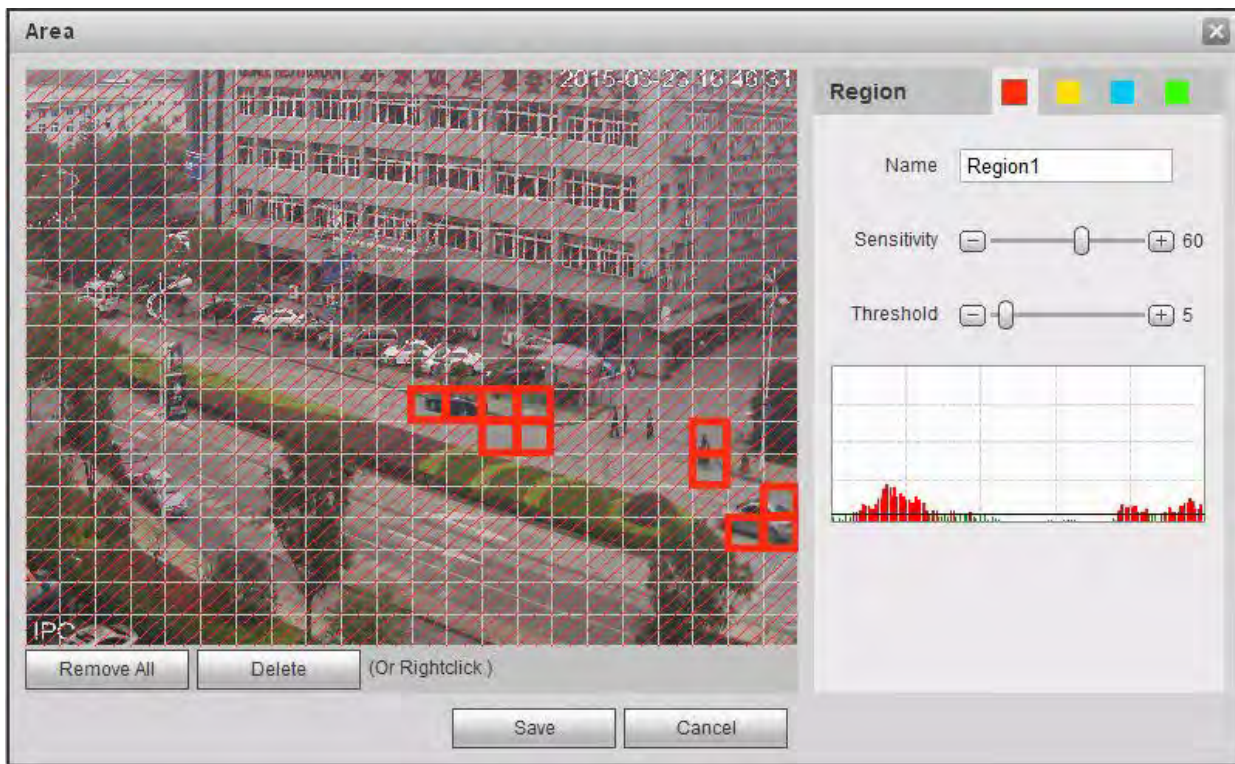 Area
2015-03-23 16:46:31
Region
Name Region1
Sensitivity 60
Threshold 5
IPC
Remove All Delete (Or Rightclick )
Save Cancel